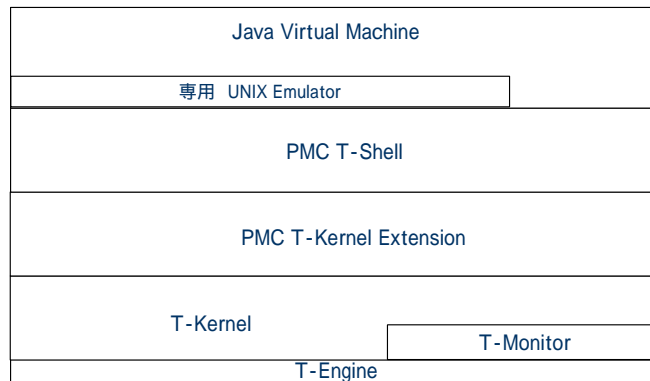 Java Virtual Machine
専用 UNIX Emulator
PMC T-Shell
PMC T-Kernel Extension
T-Kernel
T-Monitor
T-Engine